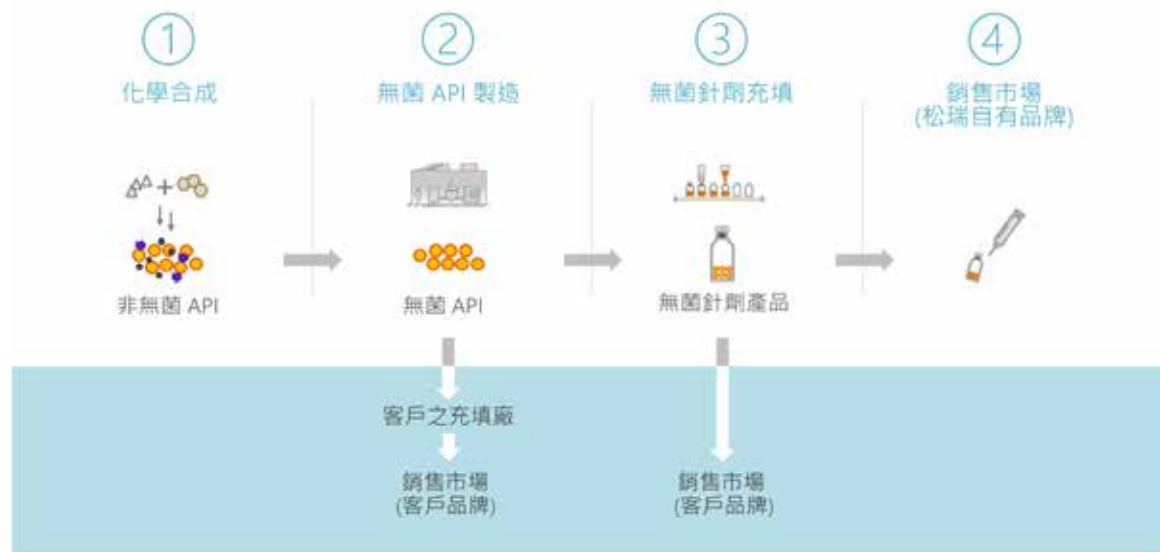 ①
化學合成
②
無菌 API 製造
③
無菌針劑充填
④
銷售市場
(松瑞自有品牌)
非無菌 API
無菌 API
無菌針劑產品
客戶之充填廠
銷售市場
(客戶品牌)
銷售市場
(客戶品牌)